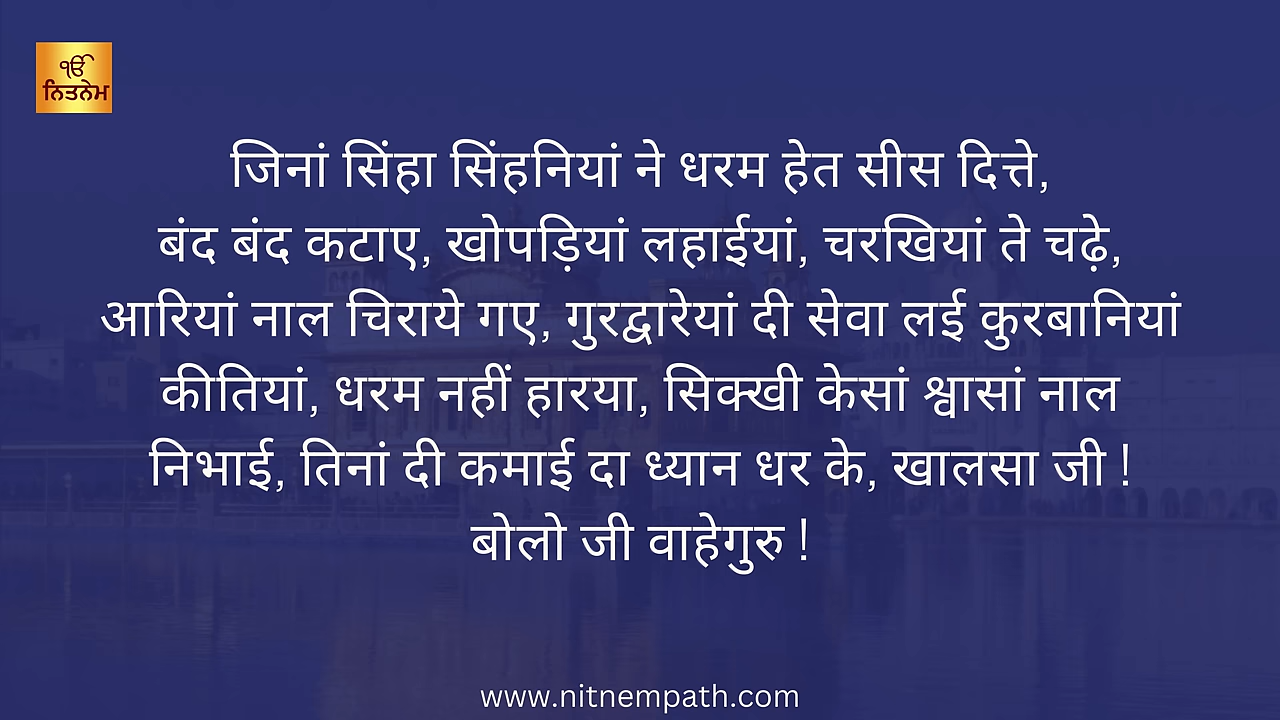 ੴ
ਨਿਤਨੇਮ
जिनां सिंहा सिंहनियां ने धरम हेत सीस दित्ते,
बंद बंद कटाए, खोपड़ियां लहाईयां, चरखियां ते चढ़े,
आरियां नाल चिराये गए, गुरद्वारेयां दी सेवा लई कुरबानियां
कीतियां, धरम नहीं हारया, सिक्खी केसां श्वासां नाल
निभाई, तिनां दी कमाई दा ध्यान धर के, खालसा जी !
बोलो जी वाहेगुरु !
www.nitnempath.com